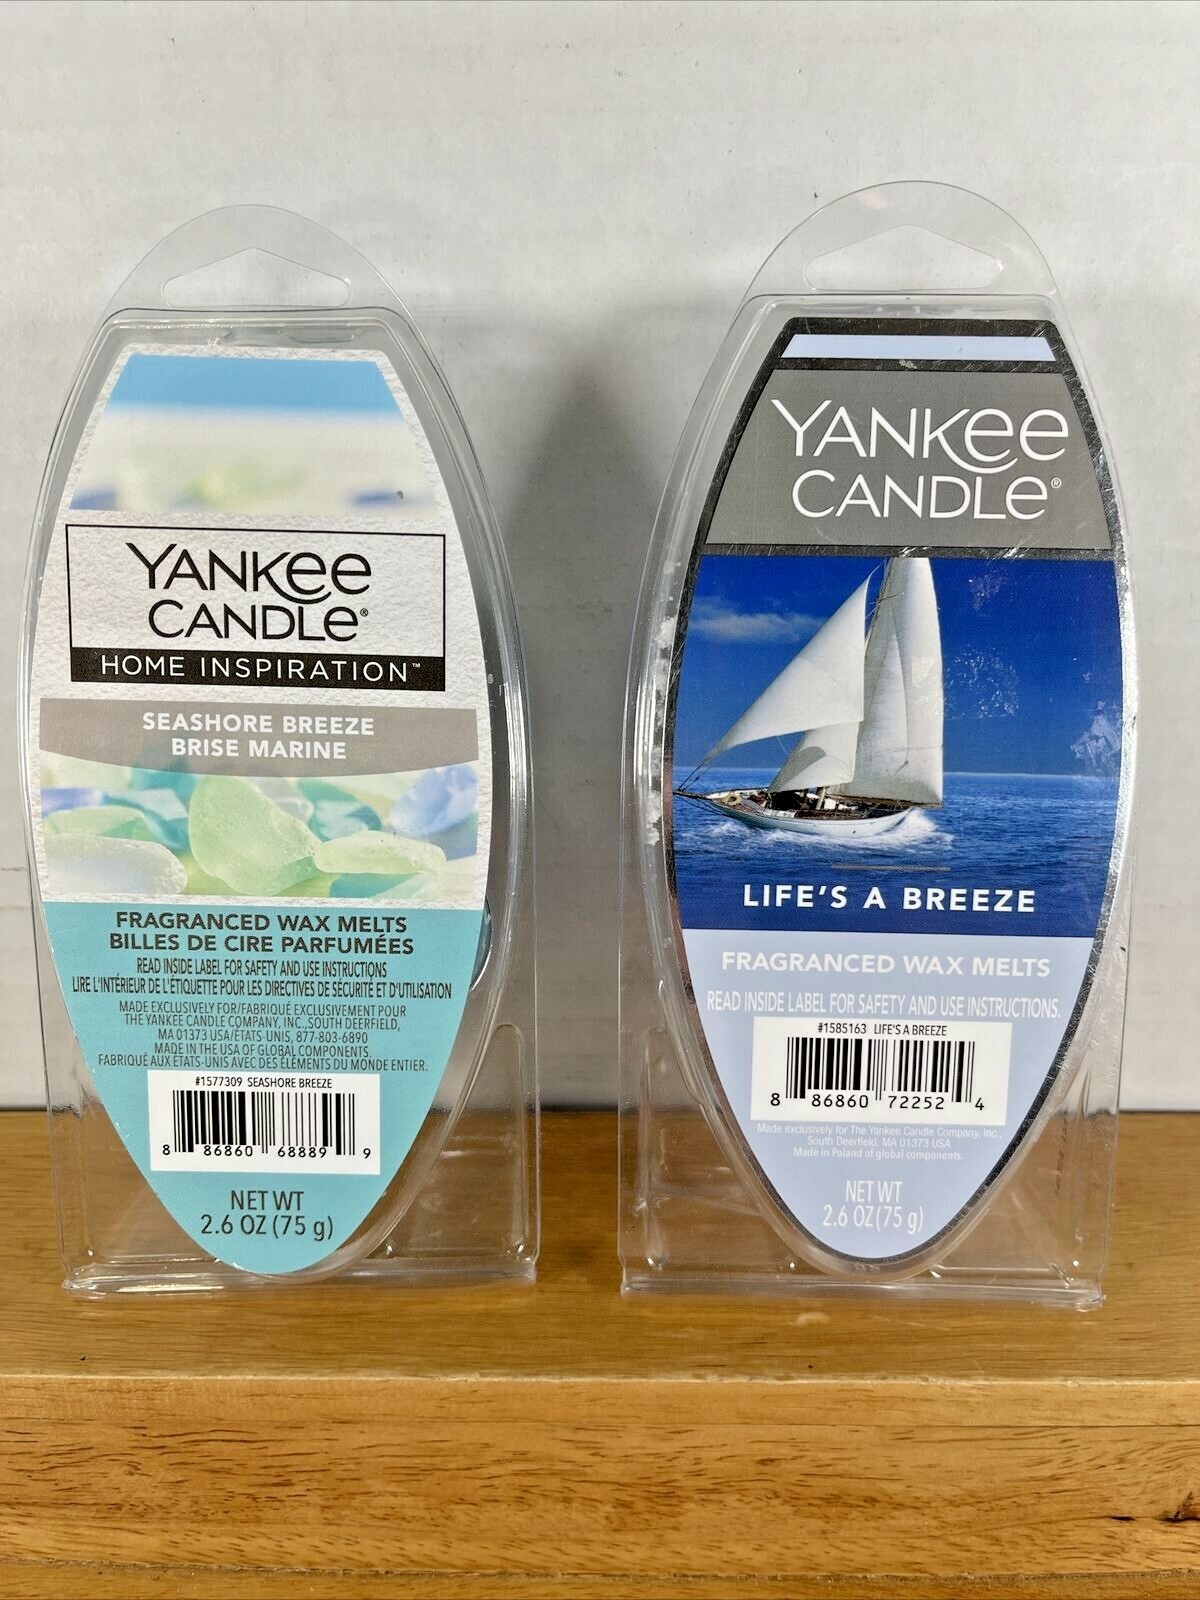 YANKee
CANDLe®
HOME INSPIRATION™
SEASHORE BREEZE
BRISE MARINE
FRAGRANCED WAX MELTS
BILLES DE CIRE PARFUMÉES
READ INSIDE LABEL FOR SAFETY AND USE INSTRUCTIONS
LIRE L'INTÉRIEUR DE L'ÉTIQUETTE POUR LES DIRECTIVES DE SÉCURITÉ ET D'UTILISATION
MADE EXCLUSIVELY FOR/FABRIQUÉ EXCLUSIVEMENT POUR
THE YANKEE CANDLE COMPANY, INC., SOUTH DEERFIELD,
MA 01373 USA/ÉTATS-UNIS, 877-803-6890
MADE IN THE USA OF GLOBAL COMPONENTS.
FABRIQUÉ AUX ÉTATS-UNIS AVEC DES ÉLÉMENTS DU MONDE ENTIER.
#1577309 SEASHORE BREEZE
8 86860 68889 9
NET WT
2.6 OZ (75 g)
YANKee
CANDLe®
LIFE'S A BREEZE
FRAGRANCED WAX MELTS
READ INSIDE LABEL FOR SAFETY AND USE INSTRUCTIONS.
#1585163 LIFE'S A BREEZE
8 86860 72252 4
Made exclusively for The Yankee Candle Company, Inc.,
South Deerfield, MA 01373 USA
Made in Poland of global components.
NET WT
2.6 OZ (75 g)